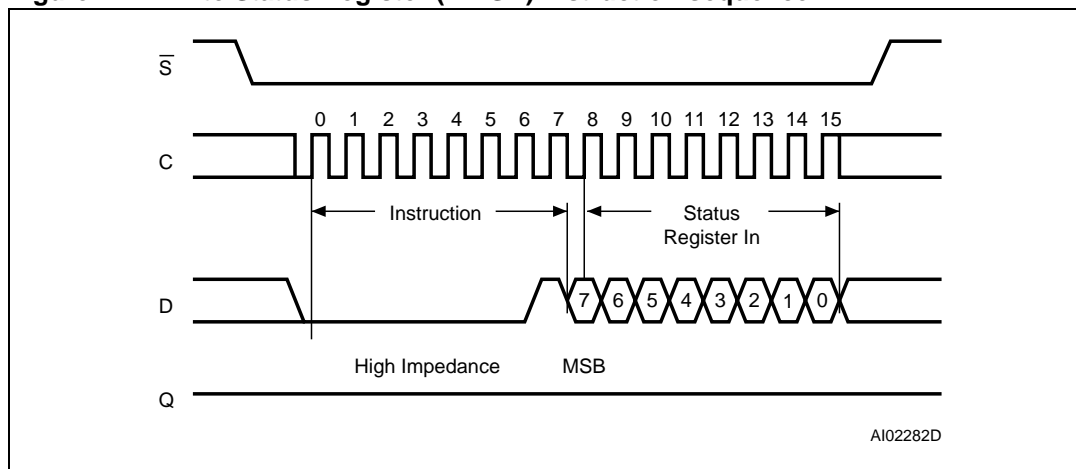 S
0 1 2 3 4 5 6 7 8 9 10 11 12 13 14 15
C
Instruction
Status
Register In
D
7 6 5 4 3 2 1 0
High Impedance
MSB
Q
AI02282D